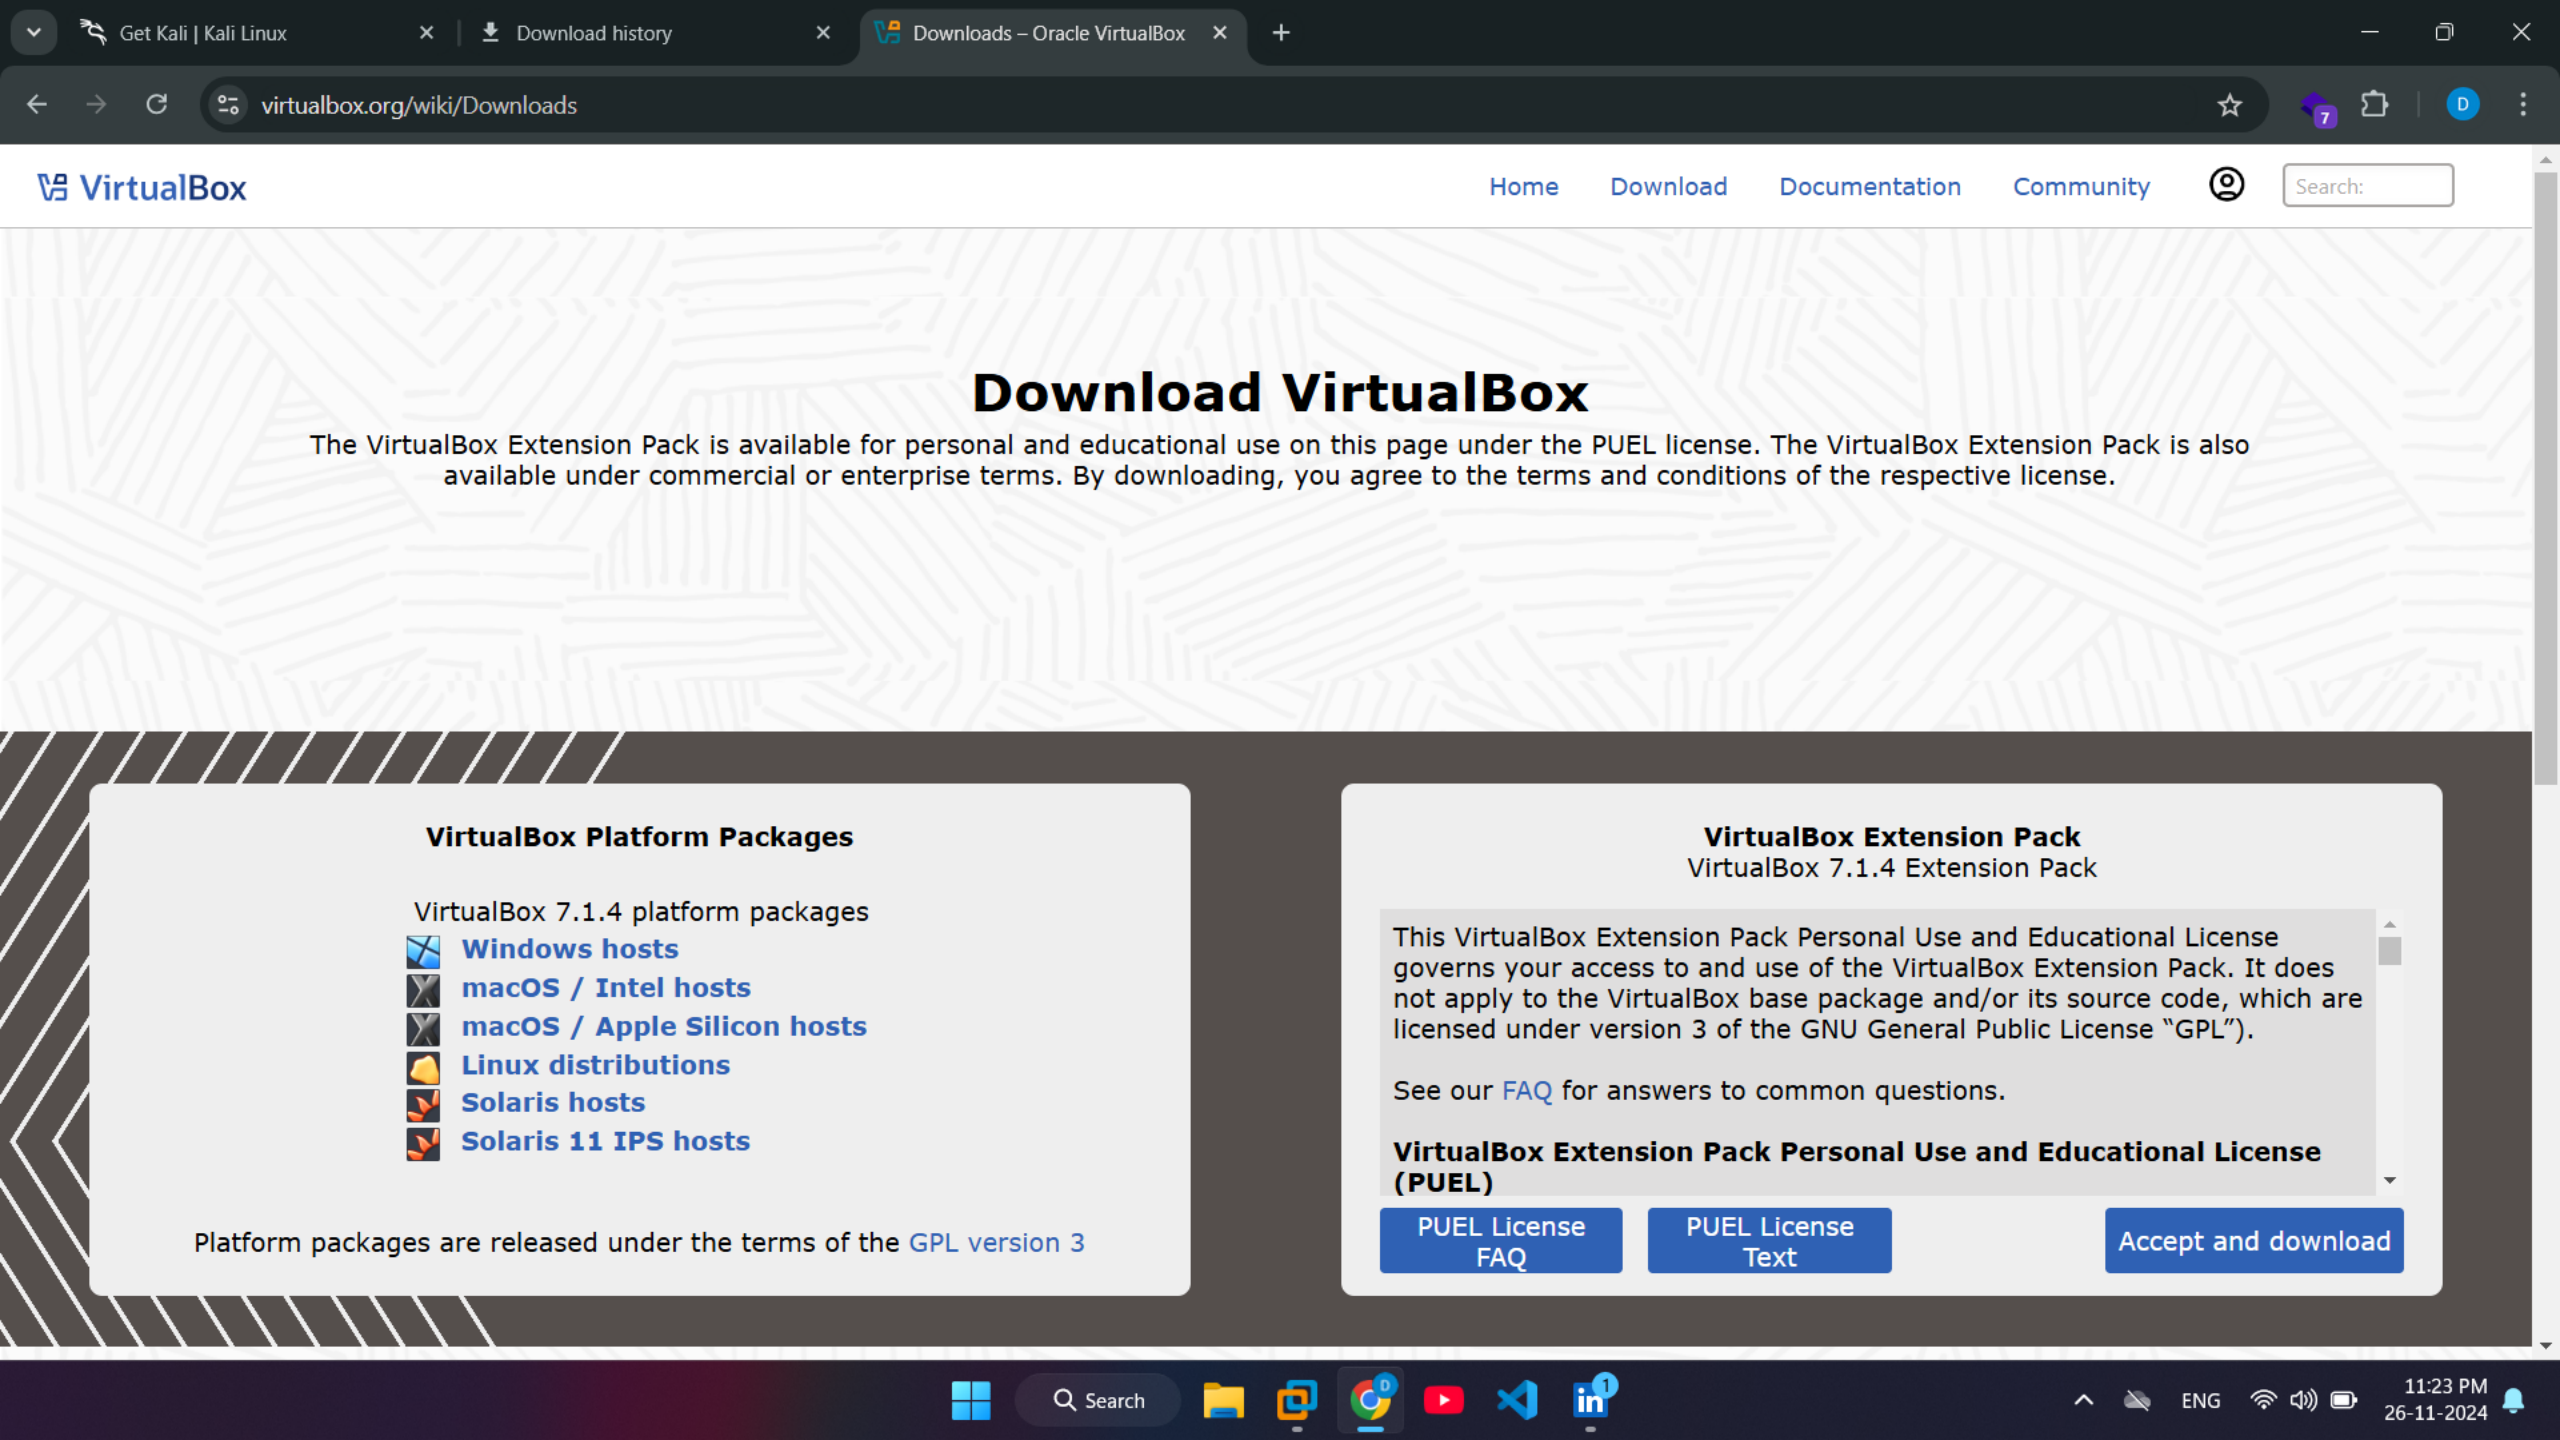 Get Kali | Kali Linux
Download history
Downloads – Oracle VirtualBox
virtualbox.org/wiki/Downloads
7
D
VirtualBox
Home
Download
Documentation
Community
Search:
Download VirtualBox
The VirtualBox Extension Pack is available for personal and educational use on this page under the PUEL license. The VirtualBox Extension Pack is also
available under commercial or enterprise terms. By downloading, you agree to the terms and conditions of the respective license.
VirtualBox Platform Packages
VirtualBox 7.1.4 platform packages
Windows hosts
macOS / Intel hosts
macOS / Apple Silicon hosts
Linux distributions
Solaris hosts
Solaris 11 IPS hosts
Platform packages are released under the terms of the GPL version 3
VirtualBox Extension Pack
VirtualBox 7.1.4 Extension Pack
This VirtualBox Extension Pack Personal Use and Educational License
governs your access to and use of the VirtualBox Extension Pack. It does
not apply to the VirtualBox base package and/or its source code, which are
licensed under version 3 of the GNU General Public License “GPL”).
See our FAQ for answers to common questions.
VirtualBox Extension Pack Personal Use and Educational License
(PUEL)
PUEL License
FAQ
PUEL License
Text
Accept and download
Search
D
in
1
ENG
11:23 PM
26-11-2024